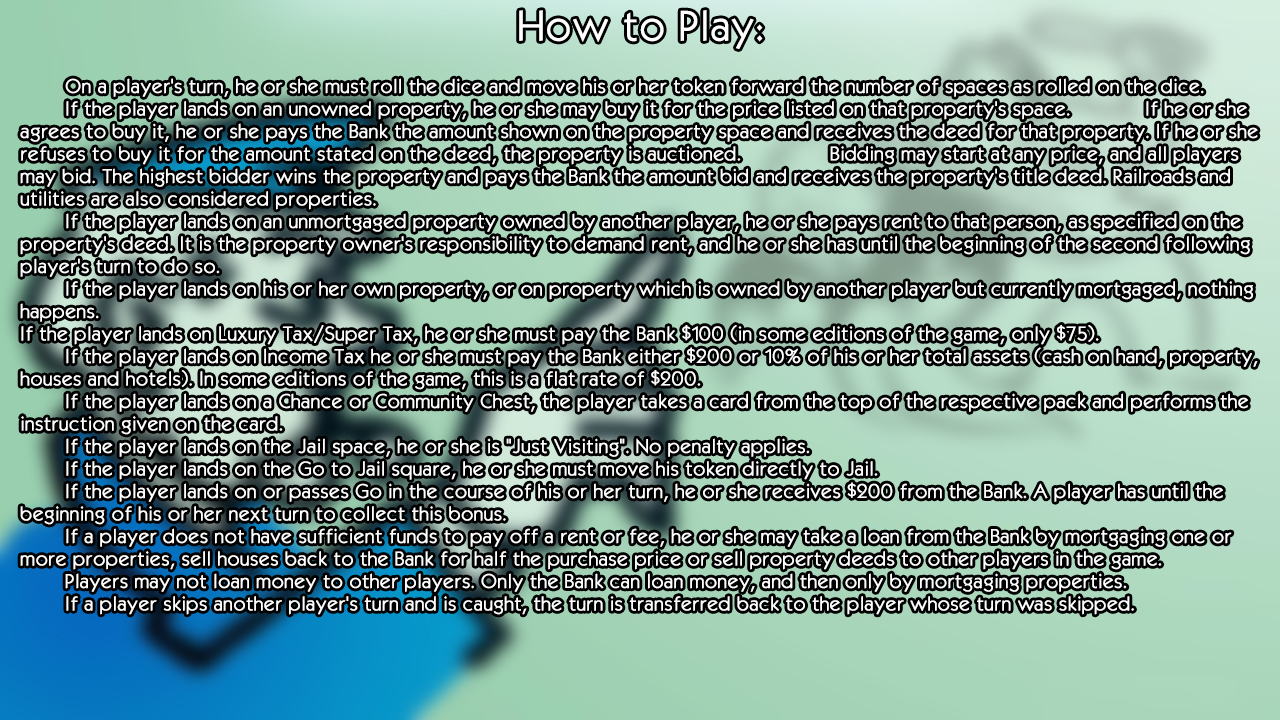 How to Play:
On a player's turn, he or she must roll the dice and move his or her token forward the number of spaces as rolled on the dice.
If the player lands on an unowned property, he or she may buy it for the price listed on that property's space. If he or she
agrees to buy it, he or she pays the Bank the amount shown on the property space and receives the deed for that property. If he or she
refuses to buy it for the amount stated on the deed, the property is auctioned. Bidding may start at any price, and all players
may bid. The highest bidder wins the property and pays the Bank the amount bid and receives the property's title deed. Railroads and
utilities are also considered properties.
If the player lands on an unmortgaged property owned by another player, he or she pays rent to that person, as specified on the
property's deed. It is the property owner's responsibility to demand rent, and he or she has until the beginning of the second following
player's turn to do so.
If the player lands on his or her own property, or on property which is owned by another player but currently mortgaged, nothing
happens.
If the player lands on Luxury Tax/Super Tax, he or she must pay the Bank $100 (in some editions of the game, only $75).
If the player lands on Income Tax he or she must pay the Bank either $200 or 10% of his or her total assets (cash on hand, property,
houses and hotels). In some editions of the game, this is a flat rate of $200.
If the player lands on a Chance or Community Chest, the player takes a card from the top of the respective pack and performs the
instruction given on the card.
If the player lands on the Jail space, he or she is "Just Visiting". No penalty applies.
If the player lands on the Go to Jail square, he or she must move his token directly to Jail.
If the player lands on or passes Go in the course of his or her turn, he or she receives $200 from the Bank. A player has until the
beginning of his or her next turn to collect this bonus.
If a player does not have sufficient funds to pay off a rent or fee, he or she may take a loan from the Bank by mortgaging one or
more properties, sell houses back to the Bank for half the purchase price or sell property deeds to other players in the game.
Players may not loan money to other players. Only the Bank can loan money, and then only by mortgaging properties.
If a player skips another player's turn and is caught, the turn is transferred back to the player whose turn was skipped.